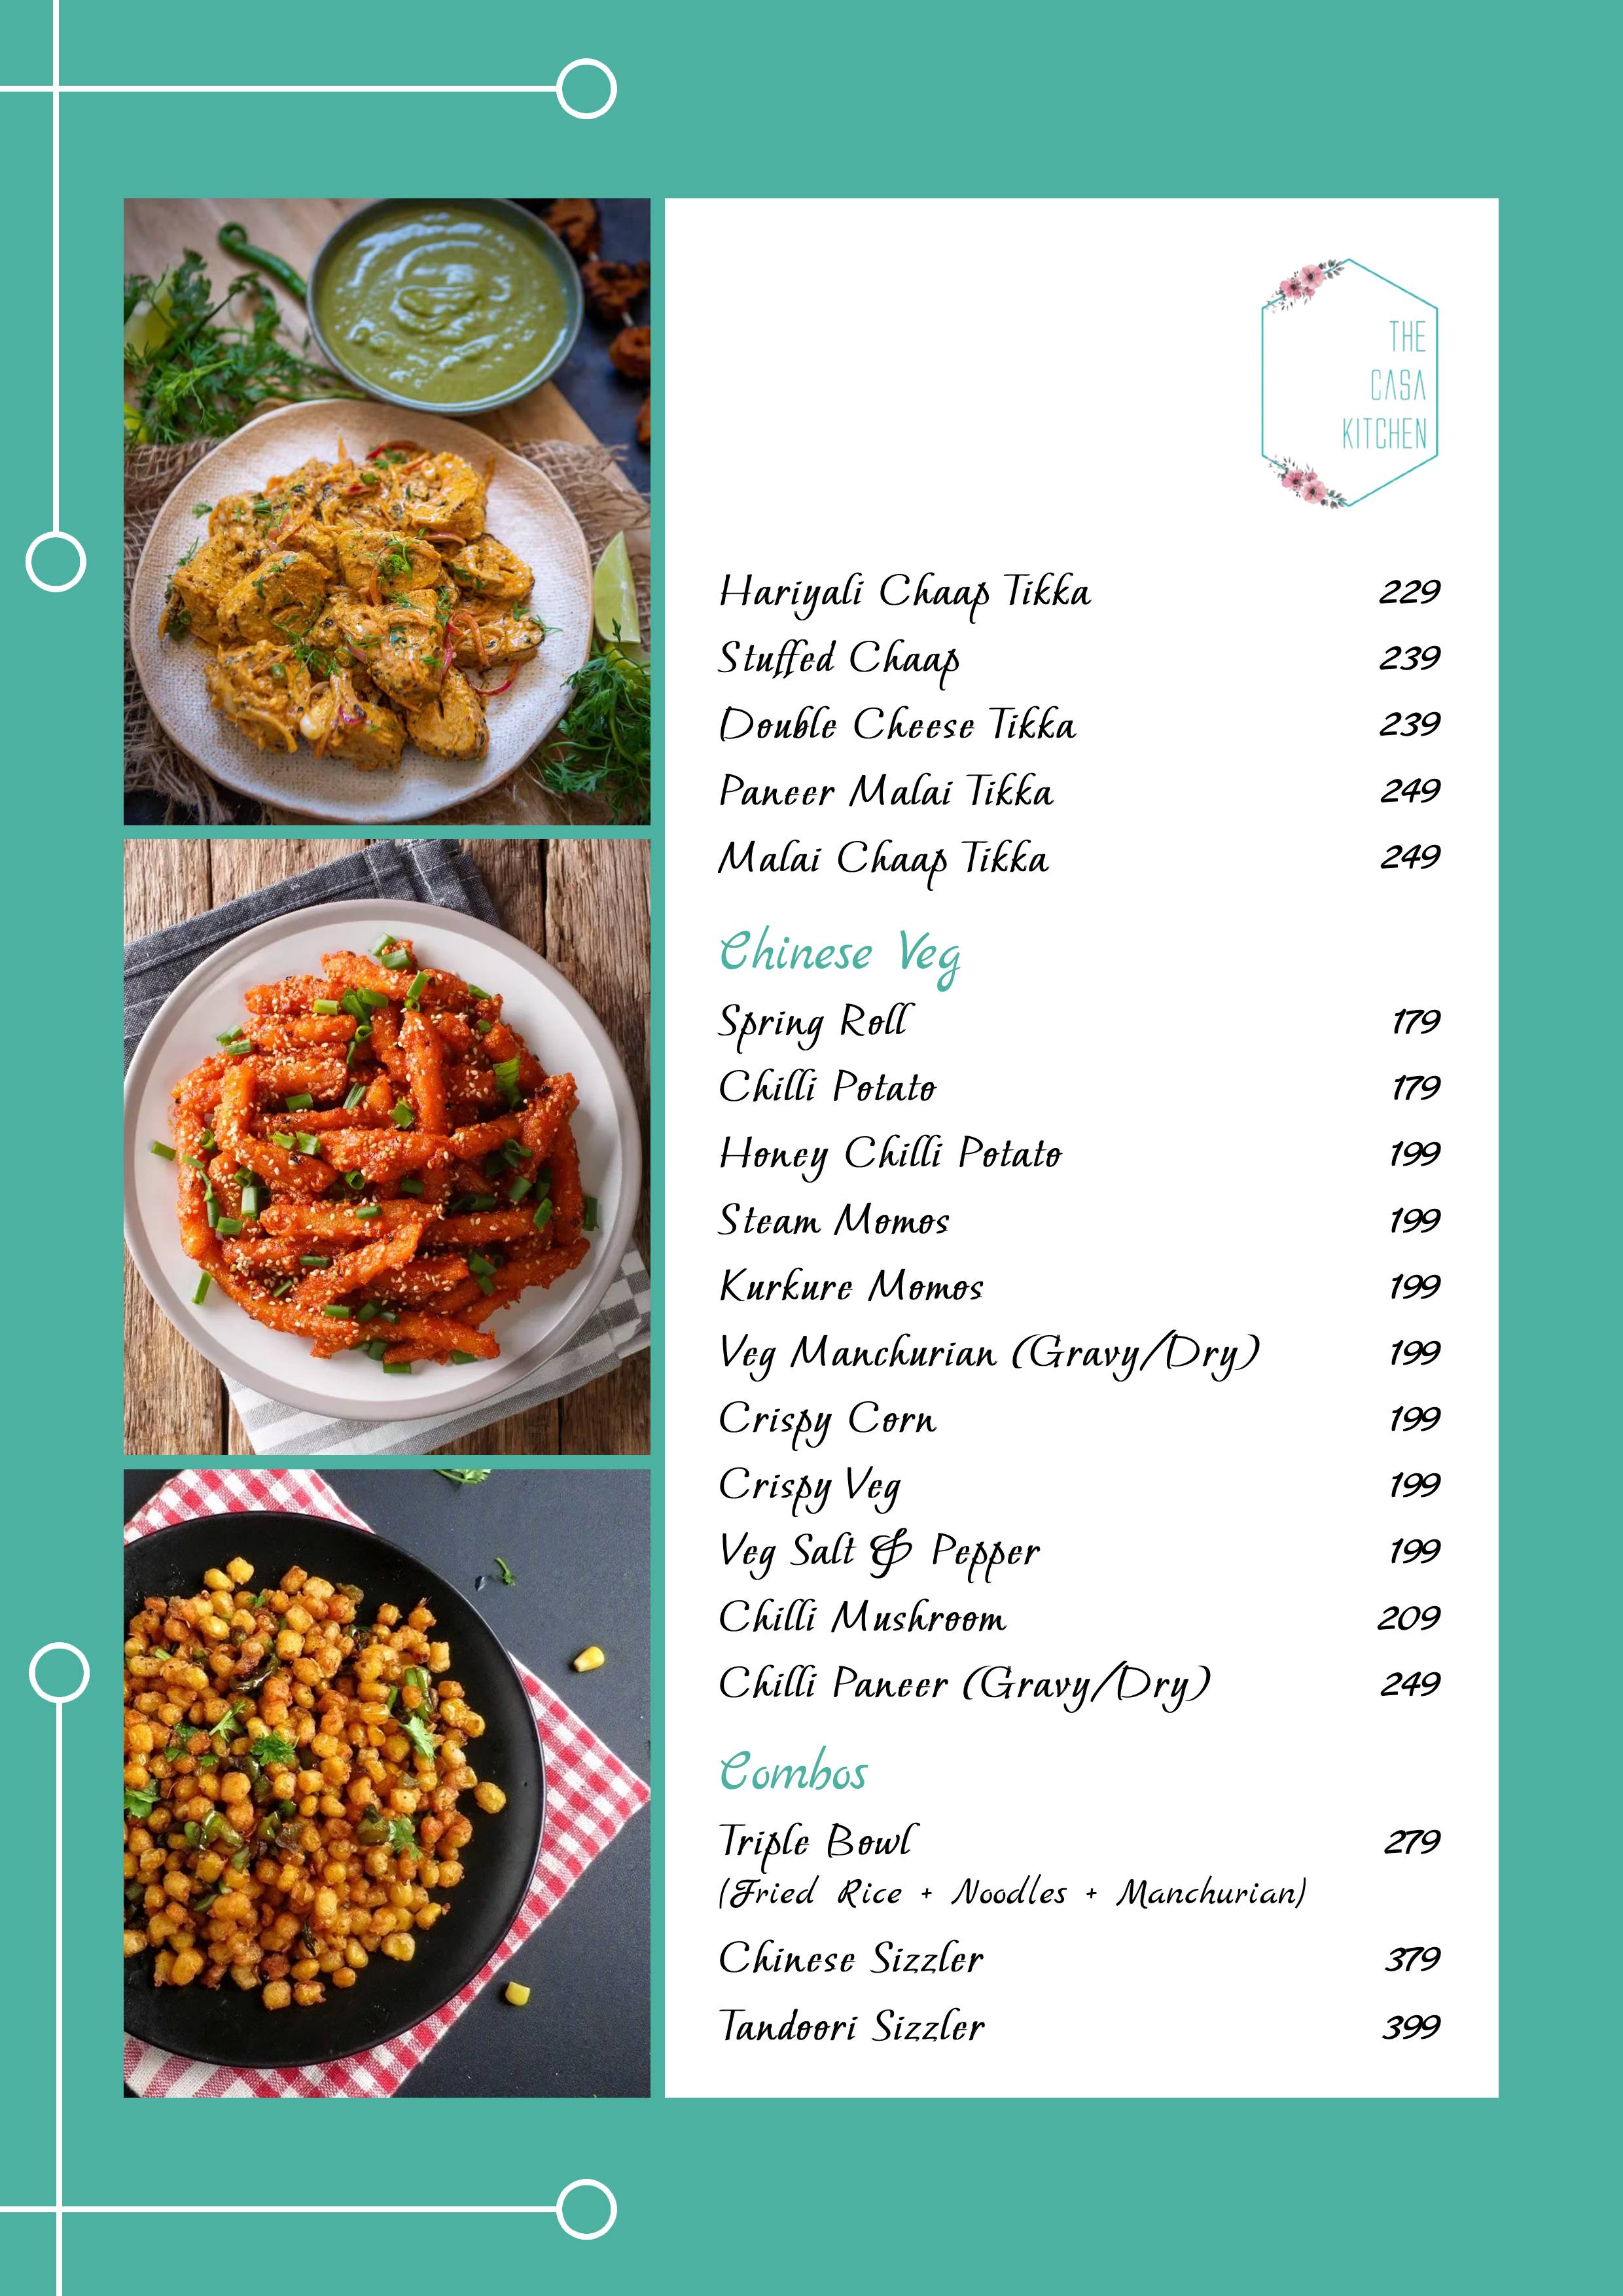 THE
CASA
KITCHEN
Hariyali Chaap Tikka 229
Stuffed Chaap 239
Double Cheese Tikka 239
Paneer Malai Tikka 249
Malai Chaap Tikka 249
Chinese Veg
Spring Roll 179
Chilli Potato 179
Honey Chilli Potato 199
Steam Momos 199
Kurkure Momos 199
Veg Manchurian (Gravy/Dry) 199
Crispy Corn 199
Crispy Veg 199
Veg Salt & Pepper 199
Chilli Mushroom 209
Chilli Paneer (Gravy/Dry) 249
Combos
Triple Bowl 279
(Fried Rice + Noodles + Manchurian)
Chinese Sizzler 379
Tandoori Sizzler 399